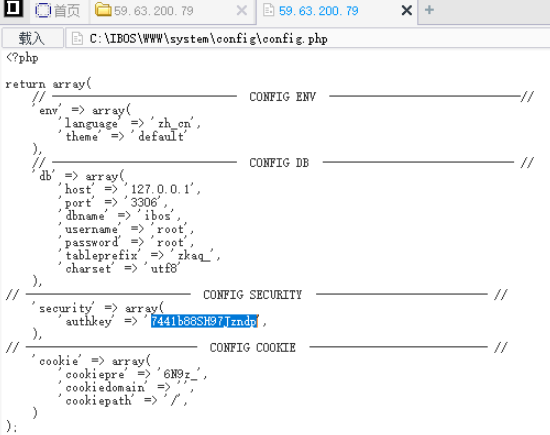 首页 59.63.200.79 59.63.200.79
载入 C:\IBOS\WWW\system\config\config.php
<?php
return array(
// CONFIG ENV //
'env' => array(
'language' => 'zh_cn',
'theme' => 'default'
),
// CONFIG DB //
'db' => array(
'host' => '127.0.0.1',
'port' => '3306',
'dbname' => 'ibos',
'username' => 'root',
'password' => 'root',
'tableprefix' => 'zkaq_',
'charset' => 'utf8'
),
// CONFIG SECURITY //
'security' => array(
'authkey' => '7441b88SH97Jzndp',
),
// CONFIG COOKIE //
'cookie' => array(
'cookiepre' => '6N9z_',
'cookiedomain' => '',
'cookiepath' => '/',
)
);